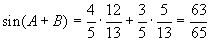 sin(A + B) = 4/5 · 12/13 + 3/5 · 5/13 = 63/65